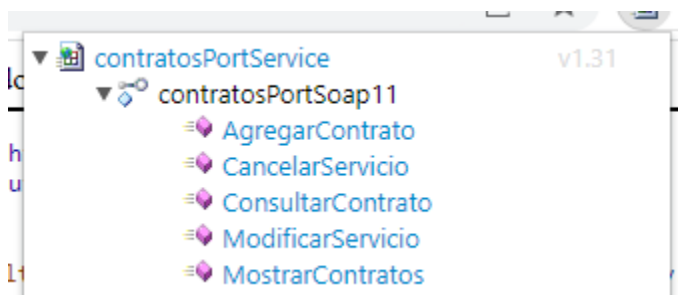 contratosPortService v1.31
contratosPortSoap11
AgregarContrato
CancelarServicio
ConsultarContrato
ModificarServicio
MostrarContratos